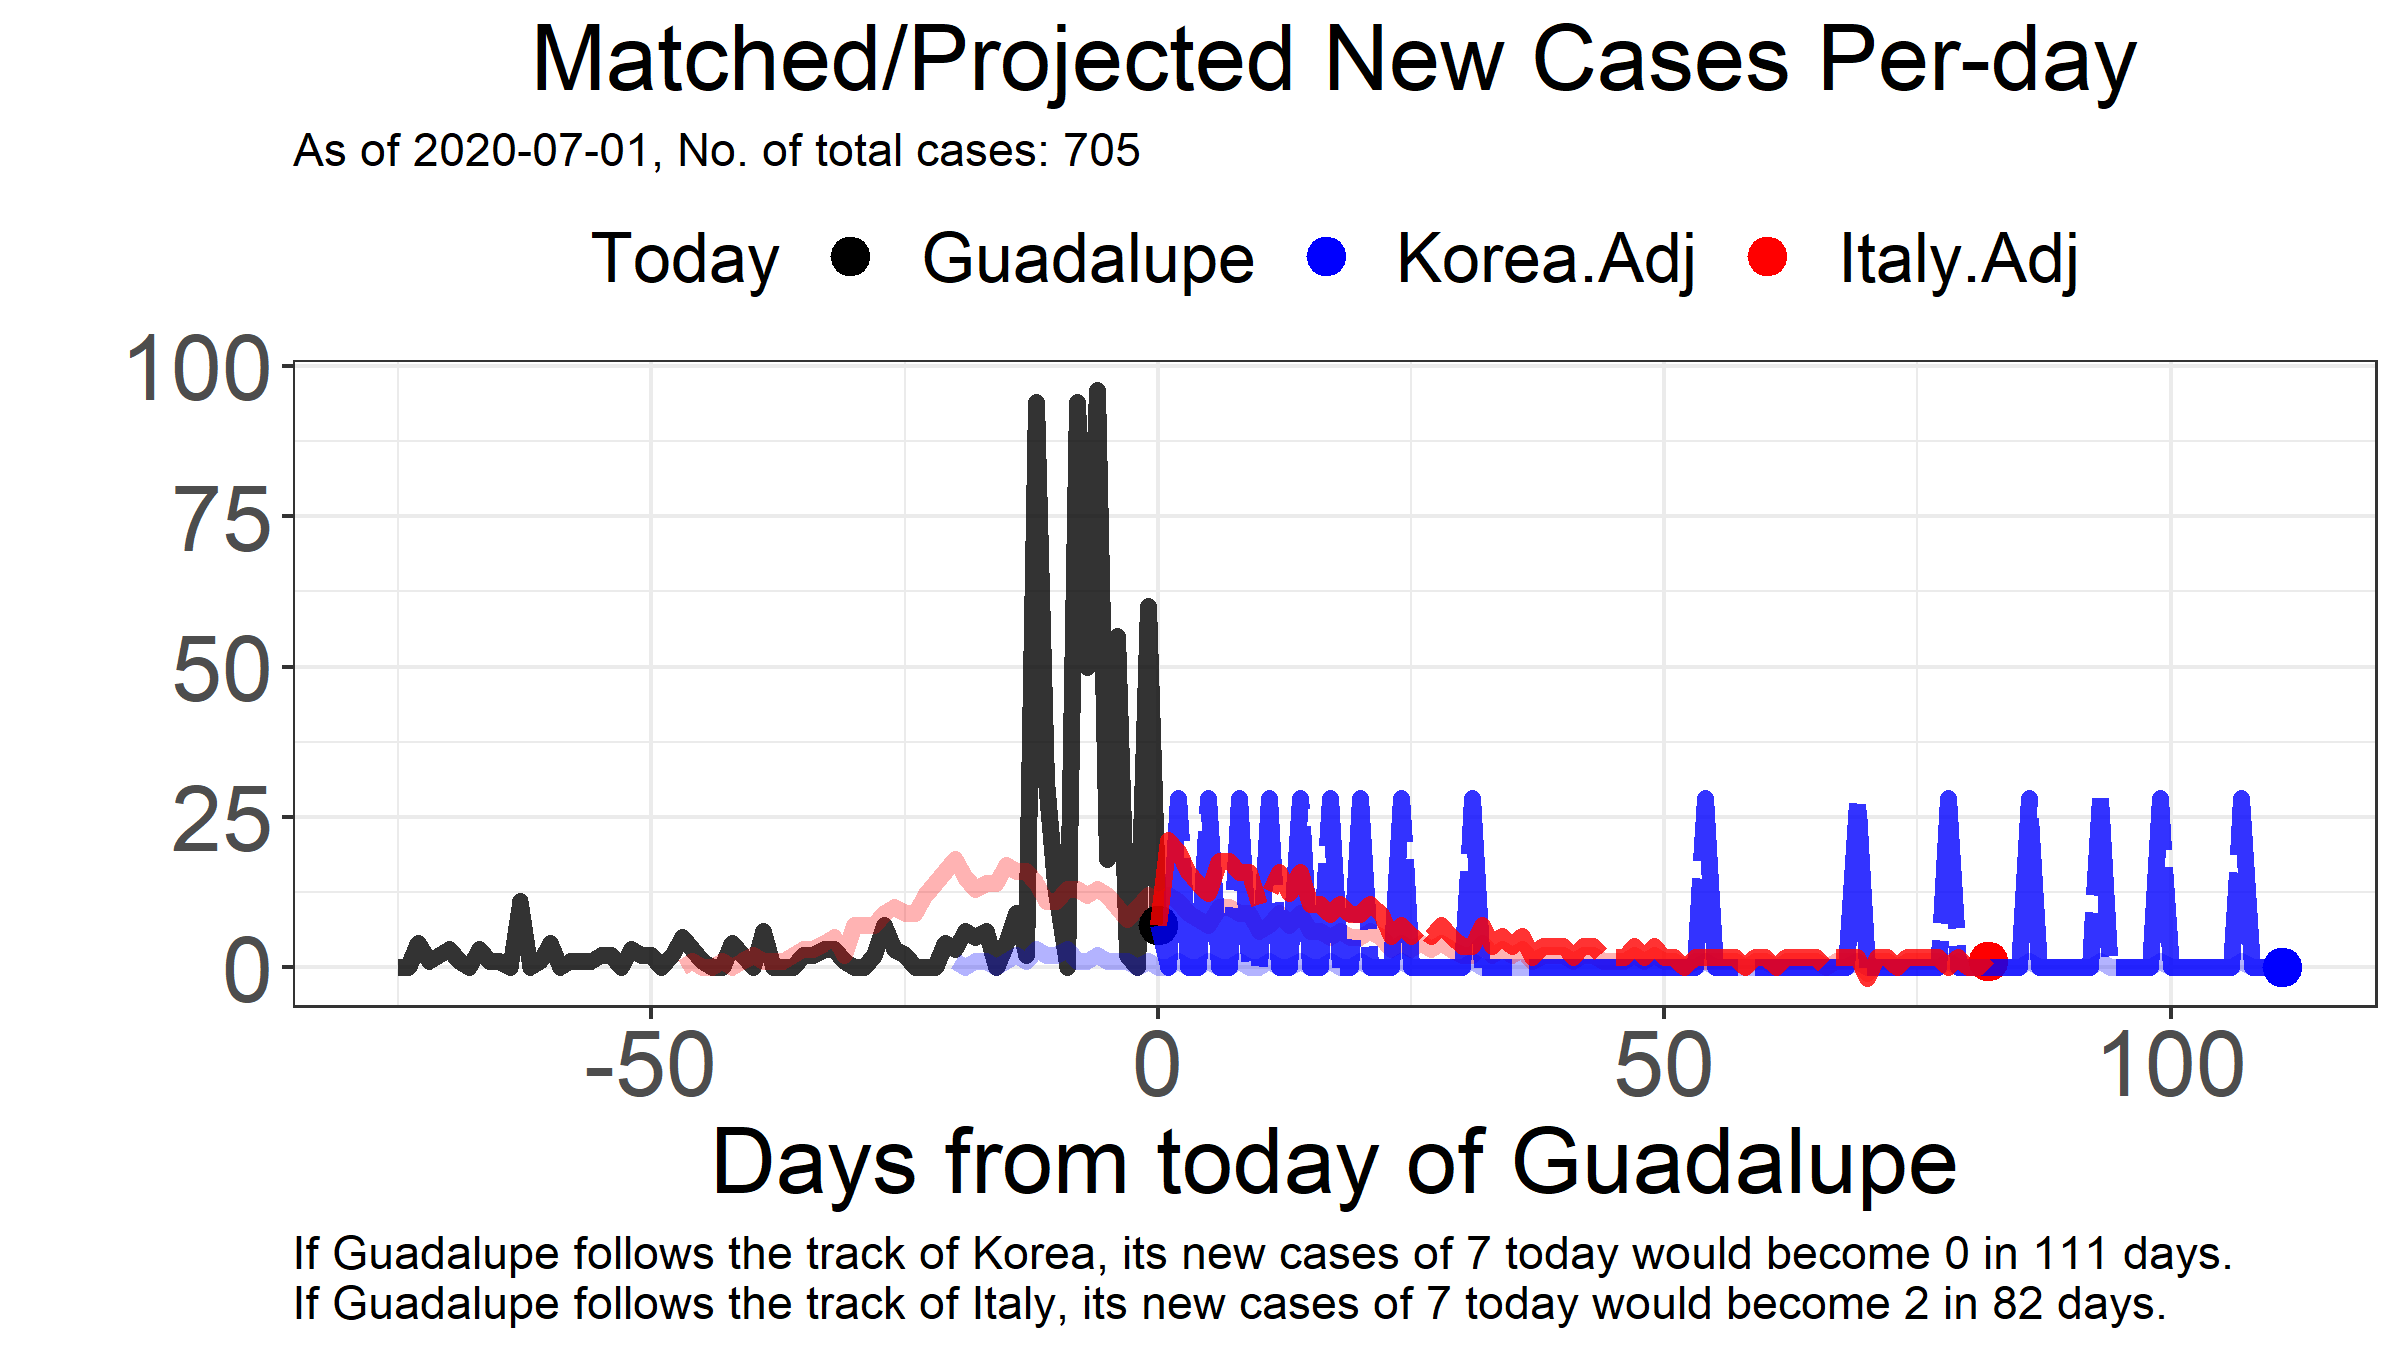 Matched/Projected New Cases Per-day
As of 2020-07-01, No. of total cases: 705
Today Guadalupe Korea.Adj Italy.Adj
100
75
50
25
0
-50 0 50 100
Days from today of Guadalupe
If Guadalupe follows the track of Korea, its new cases of 7 today would become 0 in 111 days.
If Guadalupe follows the track of Italy, its new cases of 7 today would become 2 in 82 days.